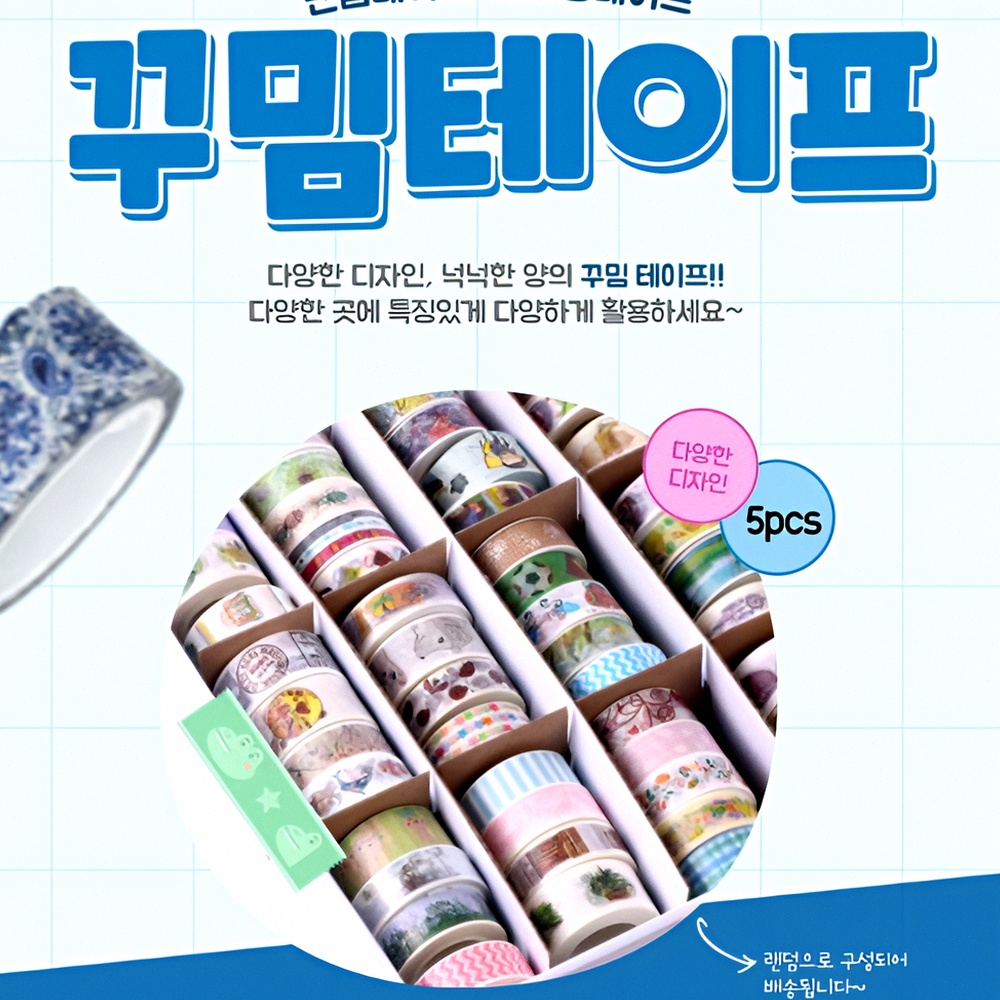 꾸밈테이프
다양한 디자인, 넉넉한 양의 꾸밈 테이프!!
다양한 곳에 특징있게 다양하게 활용하세요~
다양한
디자인
5pcs
랜덤으로 구성되어
배송됩니다~